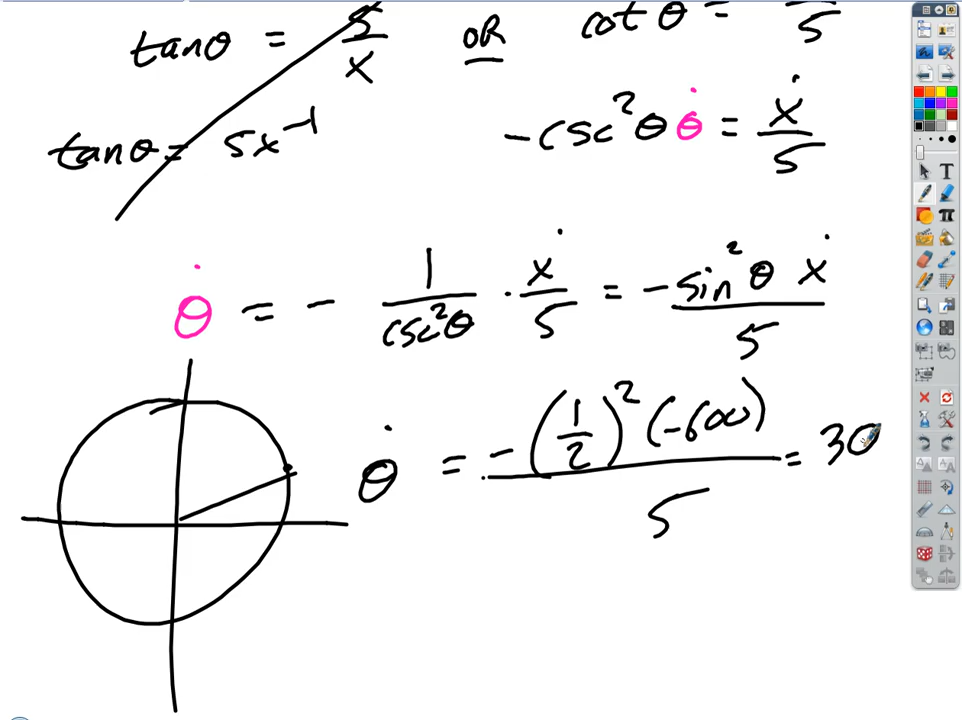 tanθ = 5/x OR cot θ = /5
tanθ = 5x⁻¹ -csc²θ θ̇ = ẋ/5
θ̇ = - 1/csc²θ · ẋ/5 = -sin²θ ẋ/5
θ̇ = -(1/2)²(-600)/5 = 30
T
π